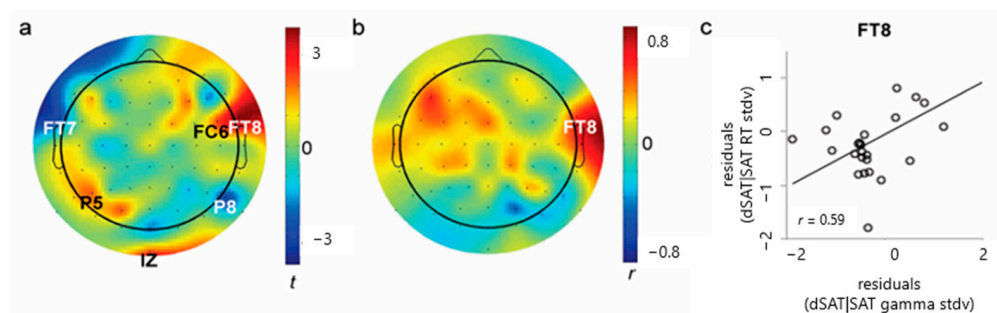 a
FT7
FC6
FT8
P5
P8
IZ
3
0
−3
t
b
FT8
0.8
0
−0.8
r
c
FT8
residuals
(dSAT|SAT RT stdv)
1
0
−1
−2
r = 0.59
−2
0
2
residuals
(dSAT|SAT gamma stdv)